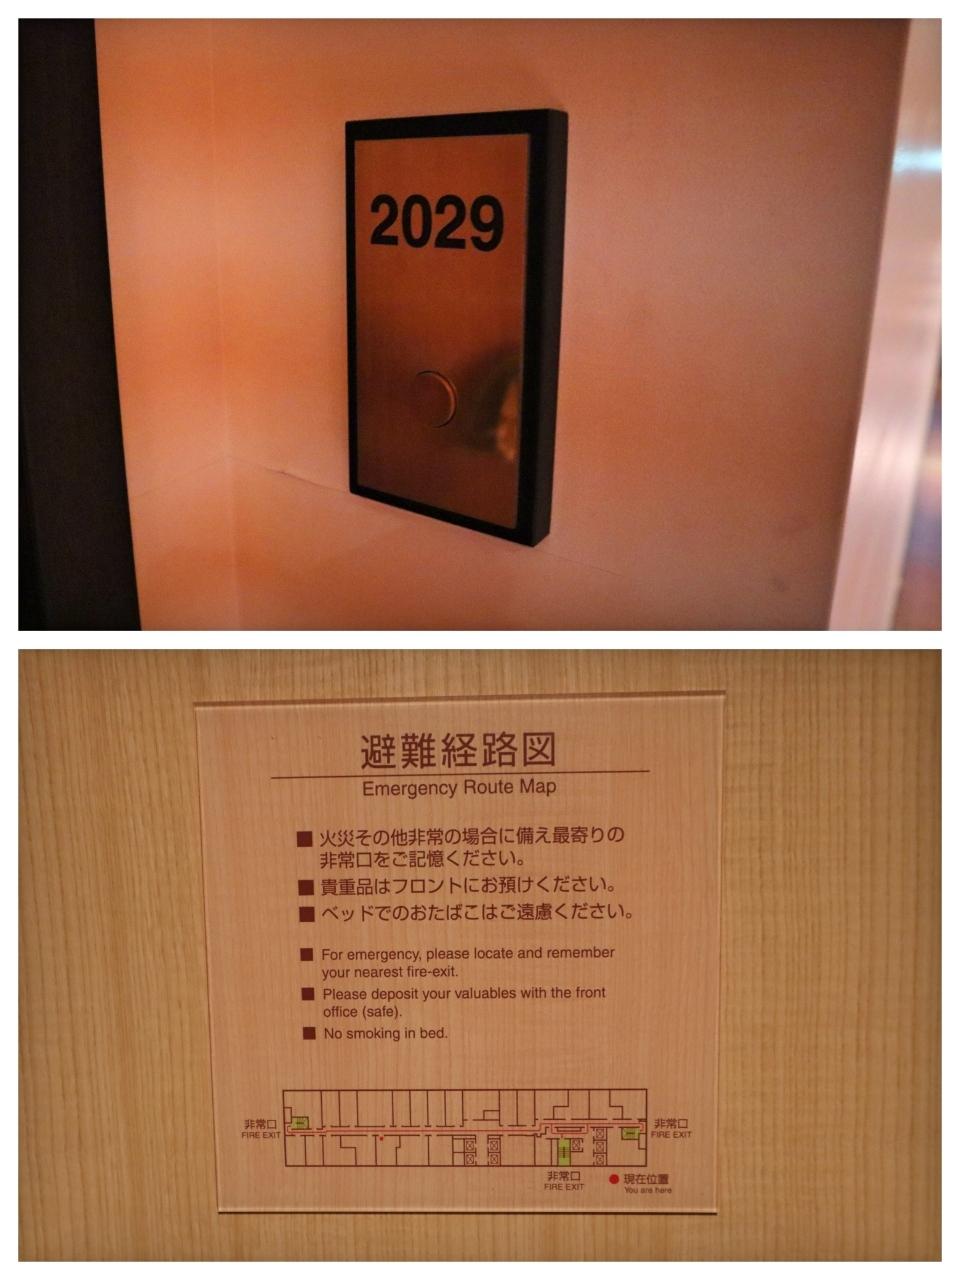 2029
避難経路図
Emergency Route Map
■ 火災その他非常の場合に備え最寄りの
非常口をご記憶ください。
■ 貴重品はフロントにお預けください。
■ ベッドでのおたばこはご遠慮ください。
■ For emergency, please locate and remember
your nearest fire-exit.
■ Please deposit your valuables with the front
office (safe).
■ No smoking in bed.
非常口
FIRE EXIT
非常口
FIRE EXIT
非常口
FIRE EXIT
● 現在位置
You are here